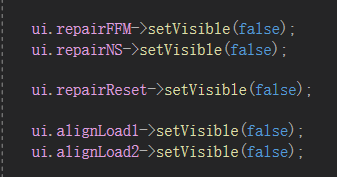 ui.repairFFM->setVisible(false);
ui.repairNS->setVisible(false);
ui.repairReset->setVisible(false);
ui.alignLoad1->setVisible(false);
ui.alignLoad2->setVisible(false);